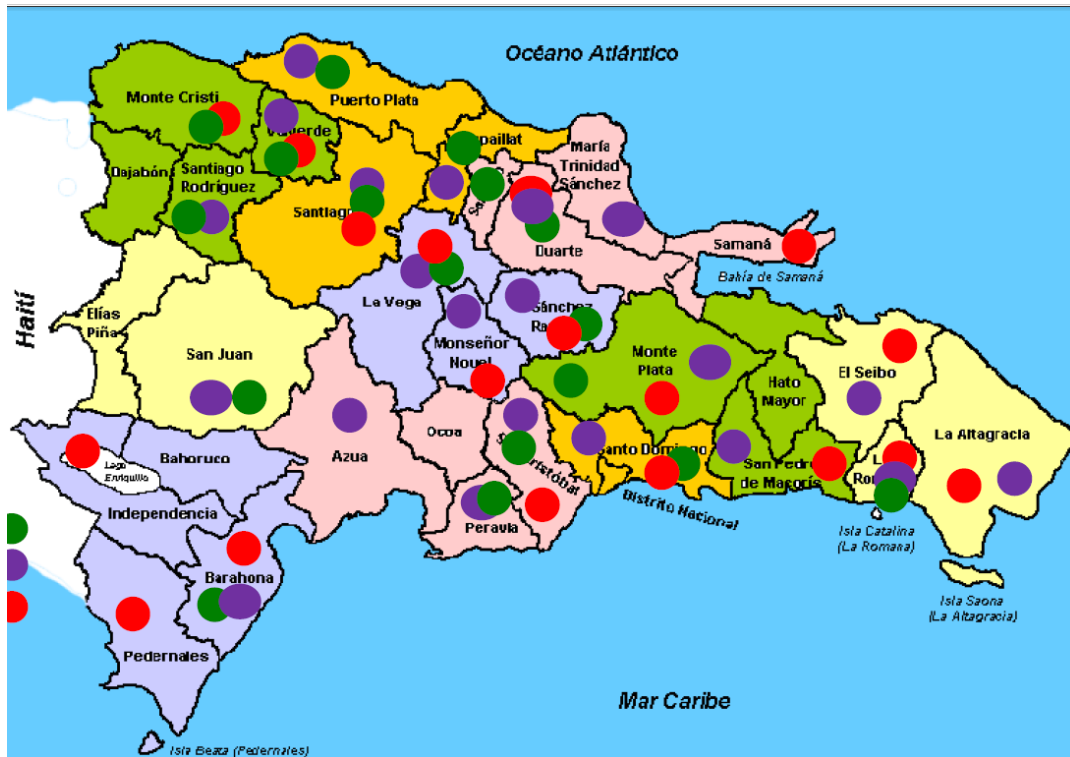 Océano Atlántico
Monte Cristi
Puerto Plata
Dajabón
Santiago
Rodríguez
María
Trinidad
Sánchez
Duarte
Samaná
Bahía de Samaná
La Vega
Sánchez
Monseñor
Nouel
Haití
Elías
Piña
San Juan
Monte
Plata
Hato
Mayor
El Seibo
La Altagracia
Azua
Ocoa
Santo Domingo
San Pedro
de Macorís
Distrito Nacional
Peravia
Bahoruco
Lago
Enriquillo
Independencia
Barahona
Pedernales
Isla Catalina
(La Romana)
Isla Saona
(La Altagracia)
Mar Caribe
Isla Beata (Pedernales)